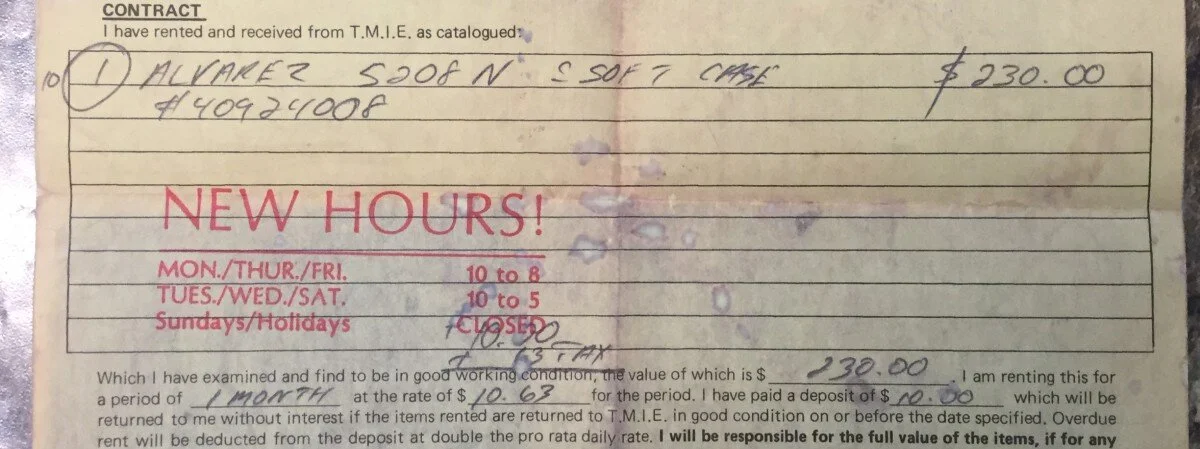 CONTRACT
I have rented and received from T.M.I.E. as catalogued:
10 1 ALVAREZ 5208 N C SOFT CASE $ 230.00
#40924008
NEW HOURS!
MON./THUR./FRI. 10 to 8
TUES./WED./SAT. 10 to 5
Sundays/Holidays CLOSED
+10.00
+ 63 TAX
Which I have examined and find to be in good working condition, the value of which is $ 230.00. I am renting this for
a period of 1 MONTH at the rate of $ 10.63 for the period. I have paid a deposit of $ 10.00 which will be
returned to me without interest if the items rented are returned to T.M.I.E. in good condition on or before the date specified. Overdue
rent will be deducted from the deposit at double the pro rata daily rate. I will be responsible for the full value of the items, if for any